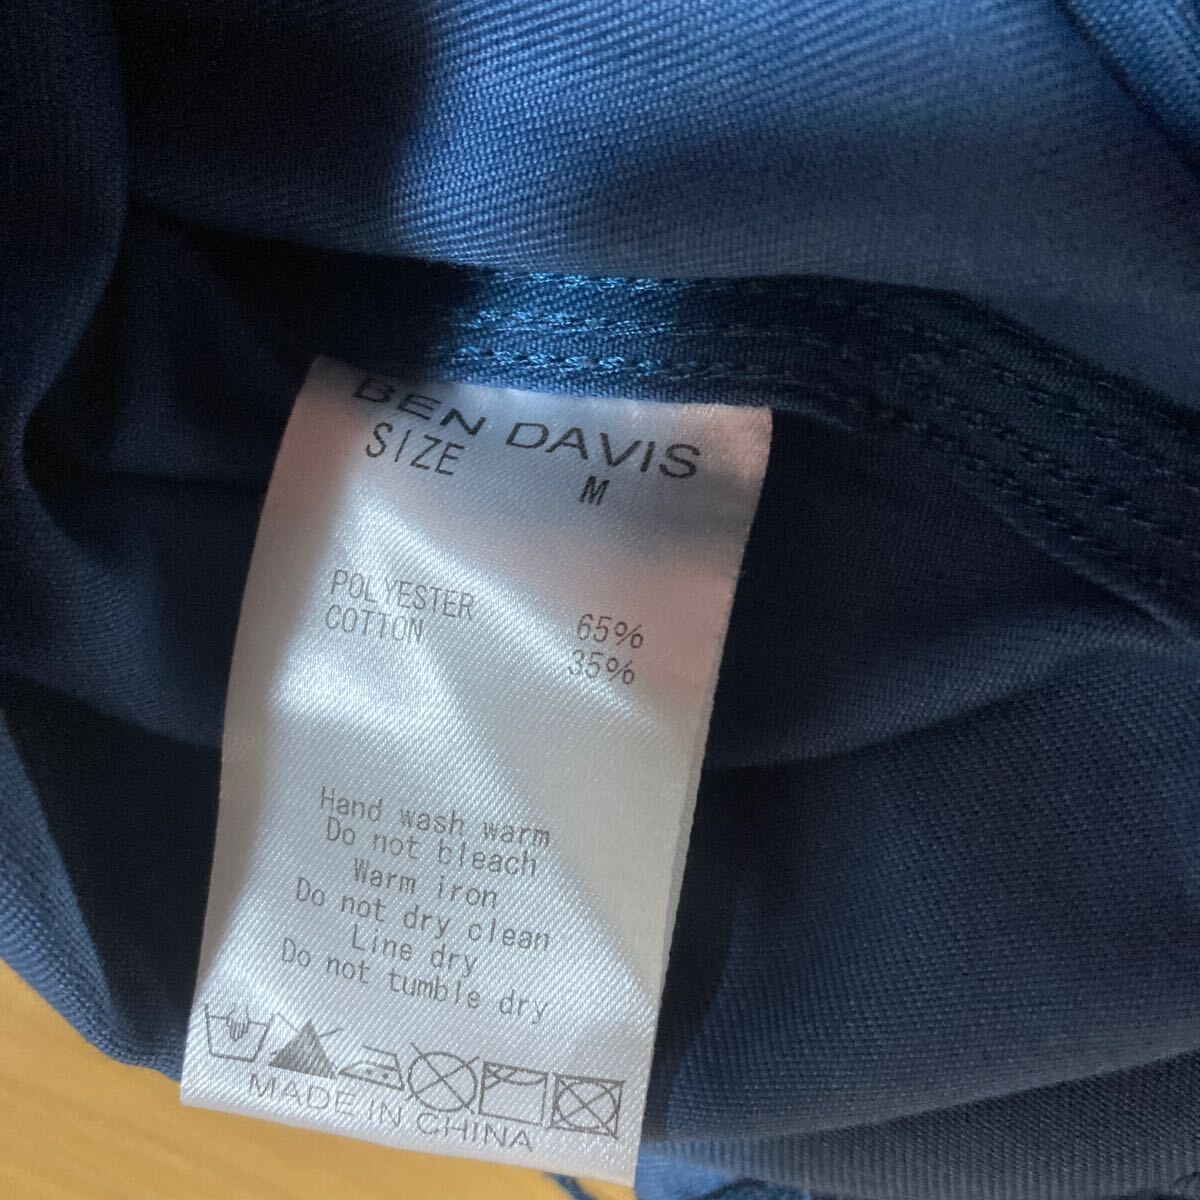 BEN DAVIS
SIZE M
POLYESTER 65%
COTTON 35%
Hand wash warm
Do not bleach
Warm iron
Do not dry clean
Line dry
Do not tumble dry
MADE IN CHINA